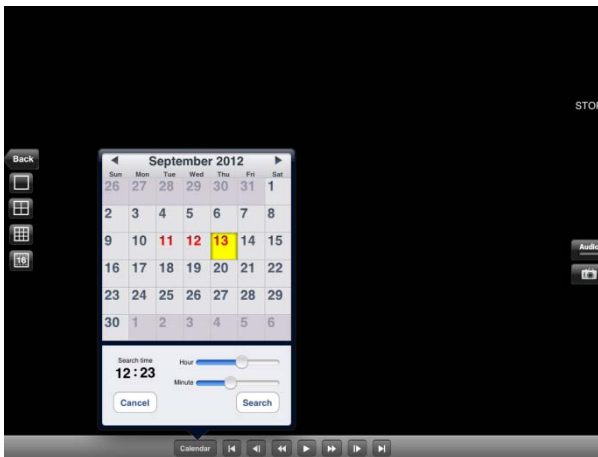 STOP
Back
September 2012
Sun Mon Tue Wed Thu Fri Sat
26 27 28 29 30 31 1
2 3 4 5 6 7 8
9 10 11 12 13 14 15
16 17 18 19 20 21 22
23 24 25 26 27 28 29
30 1 2 3 4 5 6
16
Audio
Search time
12:23
Hour
Minute
Cancel
Search
Calendar